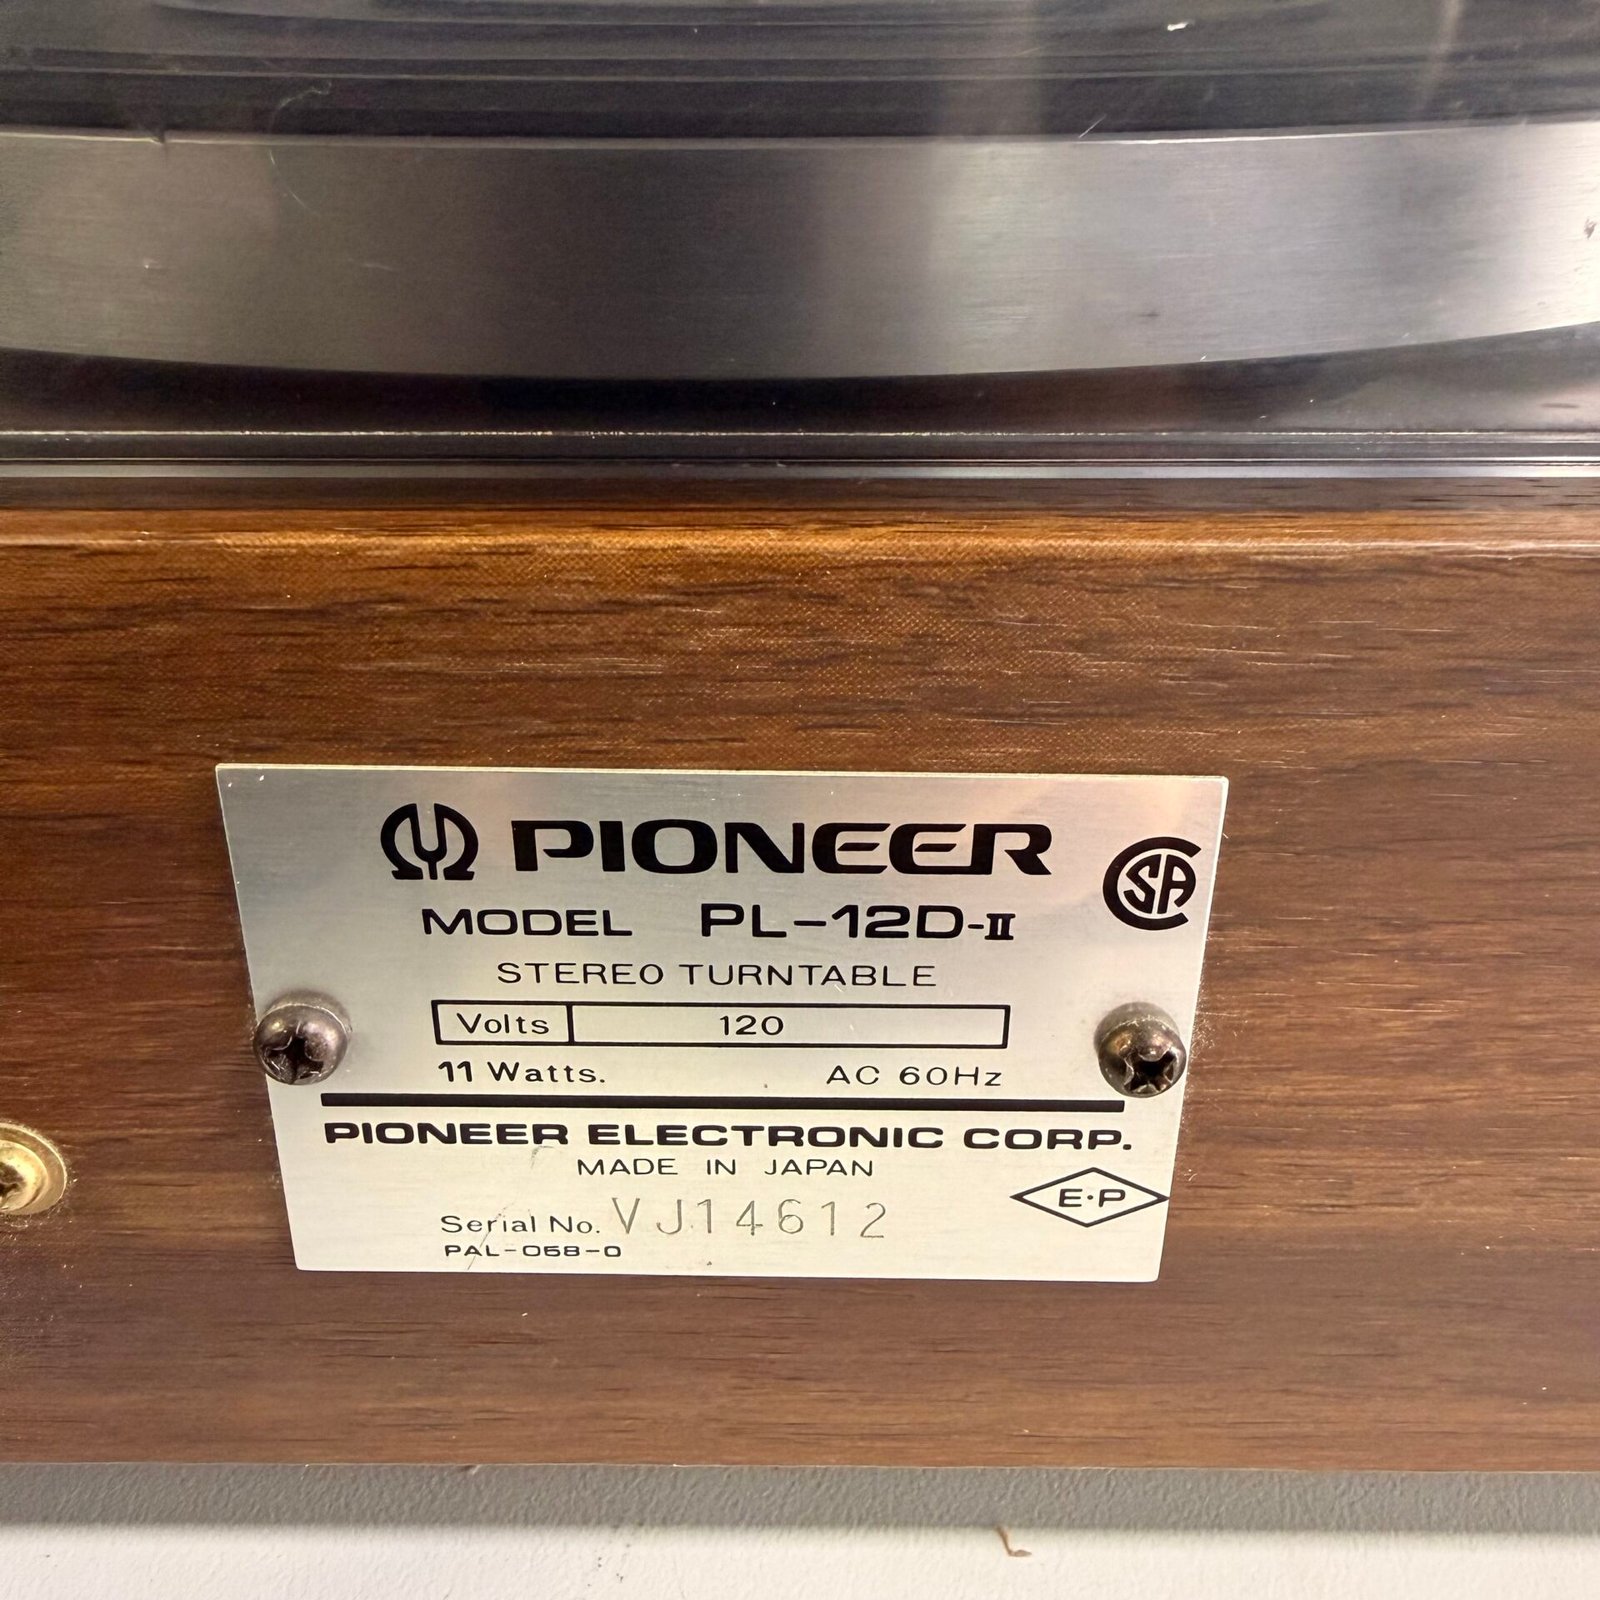 PIONEER
CSA
MODEL PL-12D-II
STEREO TURNTABLE
Volts 120
11 Watts. AC 60Hz
PIONEER ELECTRONIC CORP.
MADE IN JAPAN
E·P
Serial No. VJ14612
PAL-058-0